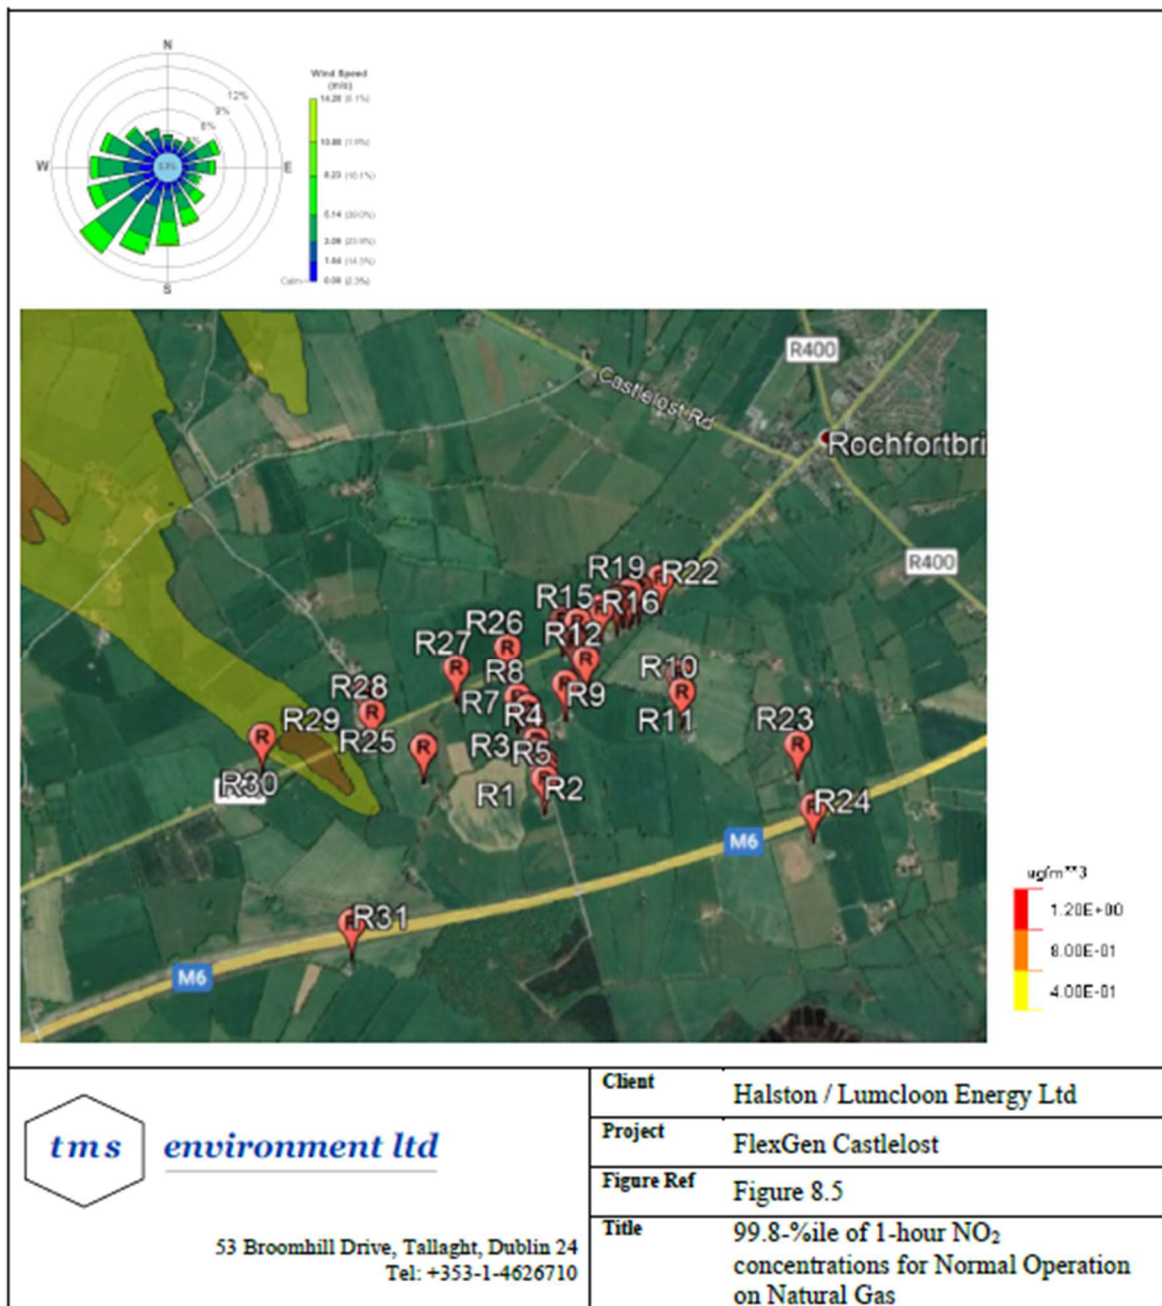 N
Wind Speed
(m/s)
12%
9%
6%
W
E
S
14.20 (0.1%)
10.80 (1.9%)
8.23 (16.1%)
5.14 (29.0%)
3.09 (23.9%)
1.54 (14.5%)
Calm
0.00 (2.3%)
R400
Castlelost Rd
Rochfortbri
R400
R19
R22
R15
R16
R26
R12
R27
R8
R10
R28
R7
R9
R4
R11
R29
R25
R3
R5
R23
R30
R1
R2
R24
M6
R31
M6
ug/m**3
1.20E+00
8.00E-01
4.00E-01
tms environment ltd
53 Broomhill Drive, Tallaght, Dublin 24
Tel: +353-1-4626710
Client
Halston / Lumcloon Energy Ltd
Project
FlexGen Castlelost
Figure Ref
Figure 8.5
Title
99.8-%ile of 1-hour NO₂
concentrations for Normal Operation
on Natural Gas